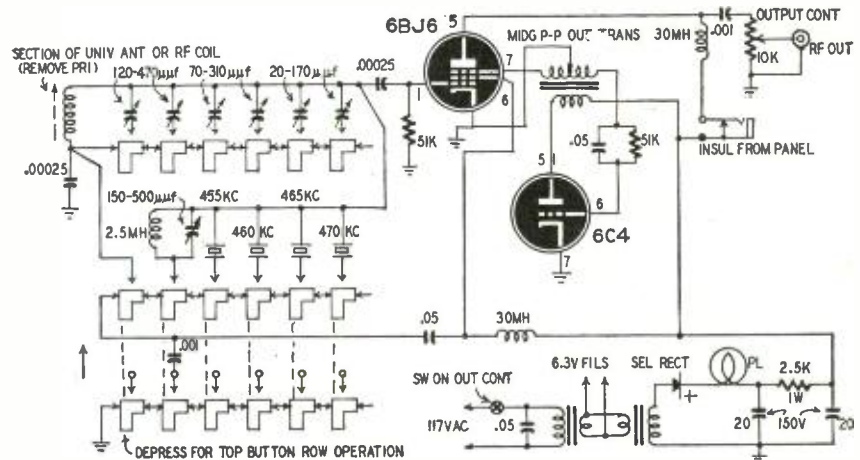 SECTION OF UNIV ANT OR RF COIL
(REMOVE PRI)
120-470μμf
70-310μμf
20-170μμf
.00025
6BJ6
5
7
6
1
MIDG P-P OUT TRANS
30MH
.001
OUTPUT CONT
10K
RF OUT
INSUL FROM PANEL
51K
.05
51K
5
6
7
6C4
.00025
150-500μμf
2.5MH
455KC
465KC
460 KC
470 KC
.05
30MH
.001
6.3V FILS
SEL RECT
PL
2.5K
1W
SW ON OUT CONT
117VAC
.05
+
20
150V
20
DEPRESS FOR TOP BUTTON ROW OPERATION